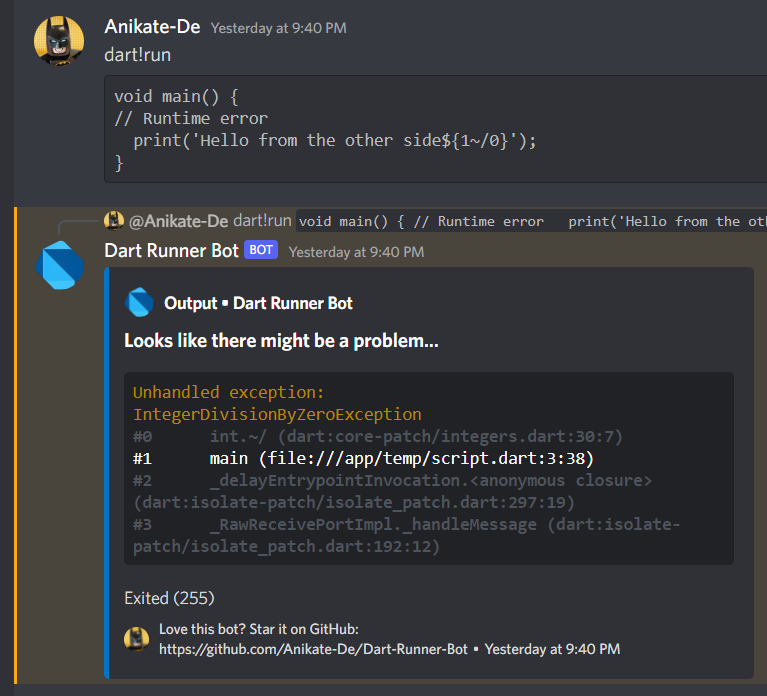 Anikate-De Yesterday at 9:40 PM
dart!run
void main() {
// Runtime error
print('Hello from the other side${1~/0}');
}
@Anikate-De dart!run void main() { // Runtime error print('Hello from the
Dart Runner Bot BOT Yesterday at 9:40 PM
Output ▪ Dart Runner Bot
Looks like there might be a problem...
Unhandled exception:
IntegerDivisionByZeroException
#0 int.~/ (dart:core-patch/integers.dart:30:7)
#1 main (file:///app/temp/script.dart:3:38)
#2 _delayEntrypointInvocation.<anonymous closure>
(dart:isolate-patch/isolate_patch.dart:297:19)
#3 _RawReceivePortImpl._handleMessage (dart:isolate-
patch/isolate_patch.dart:192:12)
Exited (255)
Love this bot? Star it on GitHub:
https://github.com/Anikate-De/Dart-Runner-Bot • Yesterday at 9:40 PM